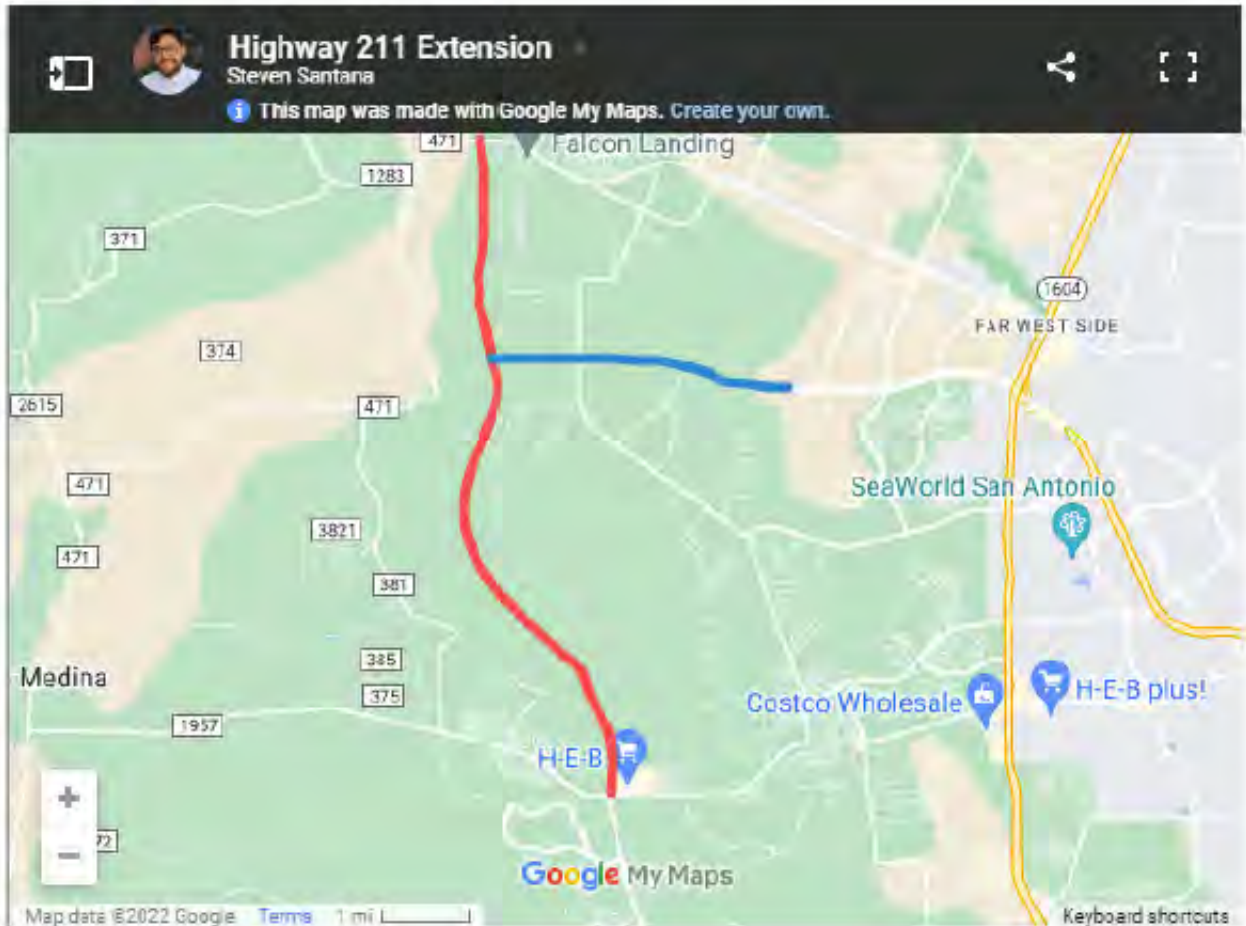 Highway 211 Extension
Steven Santana
This map was made with Google My Maps. Create your own.
471
Falcon Landing
1283
371
1604
FAR WEST SIDE
374
2615
471
471
SeaWorld San Antonio
3821
471
381
385
Medina
375
Costco Wholesale
H-E-B plus!
1957
H-E-B
+
72
−
Google My Maps
Map data ©2022 Google
Terms
1 mi
Keyboard shortcuts